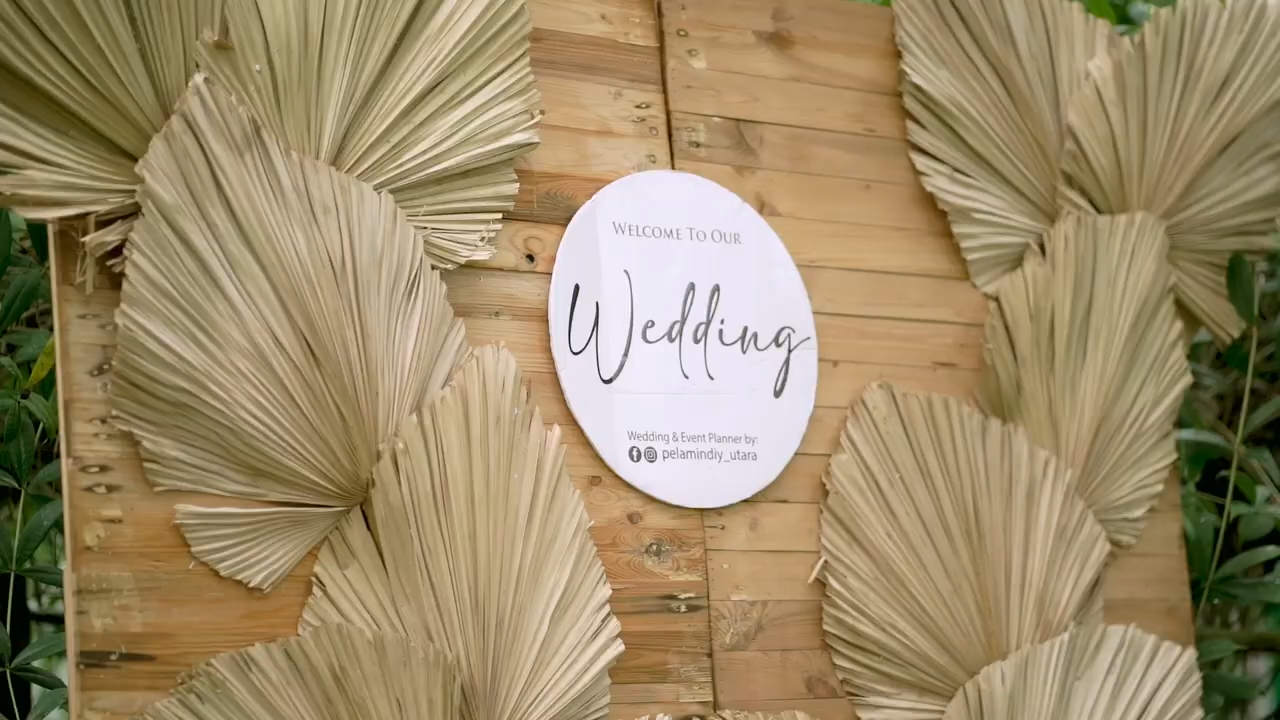 Welcome To Our
Wedding
Wedding & Event Planner by:
pelamindiy_utara